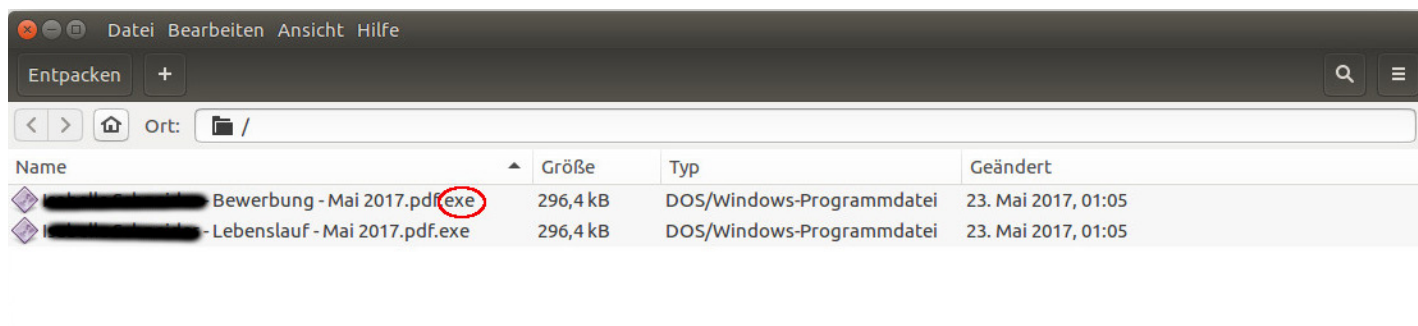 Datei Bearbeiten Ansicht Hilfe
Entpacken +
Ort: /
Name Größe Typ Geändert
- Bewerbung - Mai 2017.pdf.exe 296,4 kB DOS/Windows-Programmdatei 23. Mai 2017, 01:05
- Lebenslauf - Mai 2017.pdf.exe 296,4 kB DOS/Windows-Programmdatei 23. Mai 2017, 01:05